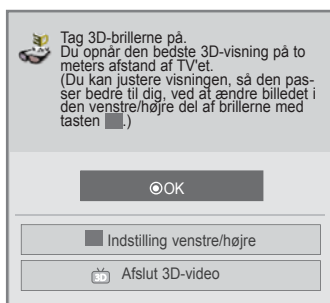 Tag 3D-brillerne på.
Du opnår den bedste 3D-visning på to
meters afstand af TV'et.
(Du kan justere visningen, så den pas-
ser bedre til dig, ved at ændre billedet i
den venstre/højre del af brillerne med
tasten .)
OK
Indstilling venstre/højre
3D Afslut 3D-video